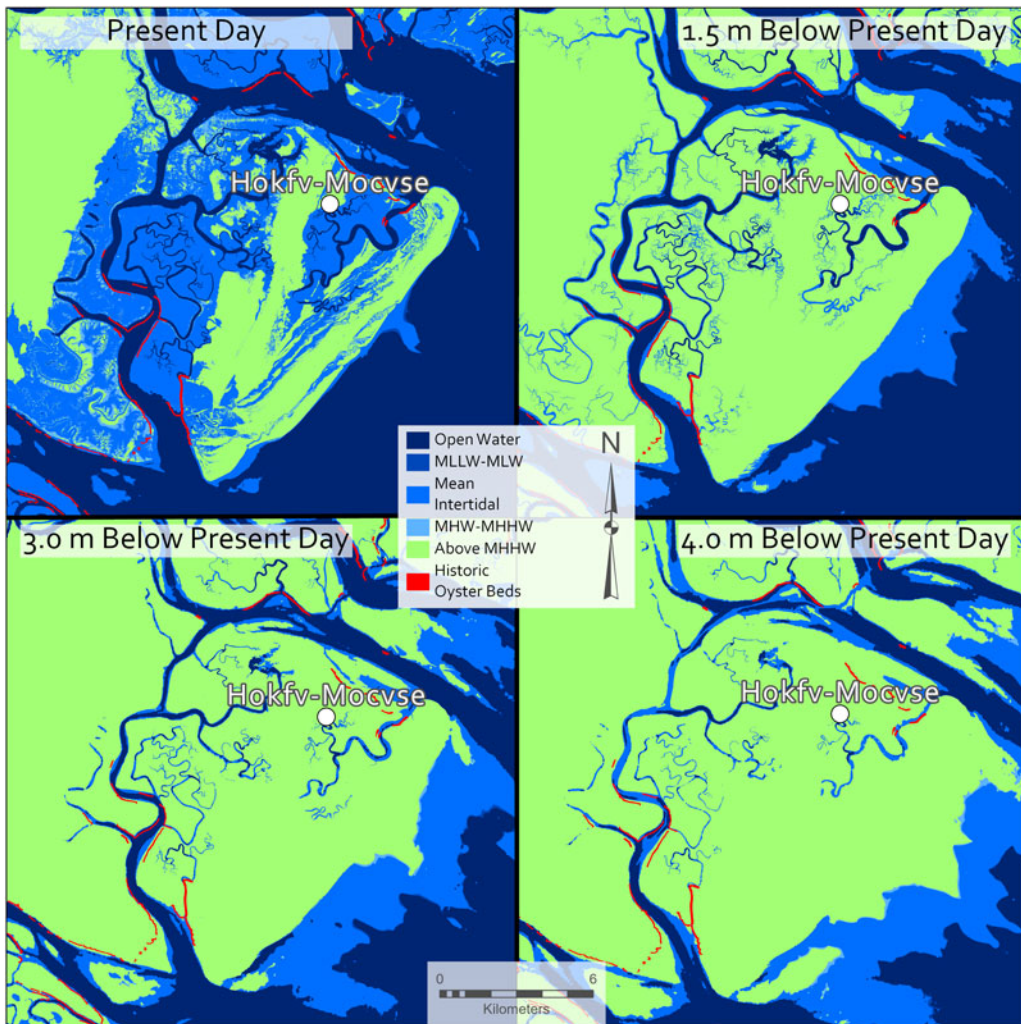 Present Day
1.5 m Below Present Day
Hokfv-Mocvse
Hokfv-Mocvse
Open Water
MLLW-MLW
Mean
Intertidal
MHW-MHHW
Above MHHW
Historic
Oyster Beds
N
3.0 m Below Present Day
4.0 m Below Present Day
Hokfv-Mocvse
Hokfv-Mocvse
0 6
Kilometers